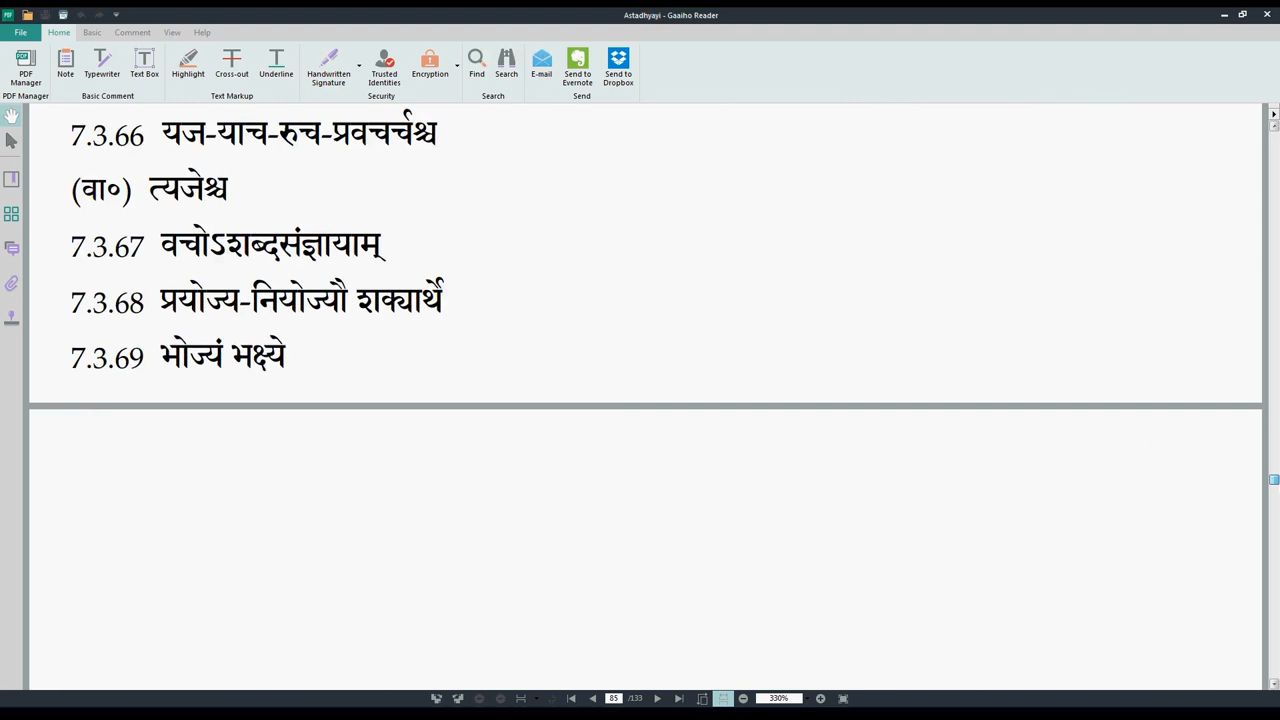 Astadhyayi - Gaaiho Reader
File Home Basic Comment View Help
PDF Manager Note Typewriter Text Box Highlight Cross-out Underline Handwritten Signature Trusted Identities Encryption Find Search E-mail Send to Evernote Send to Dropbox
PDF Manager Basic Comment Text Markup Security Search Send
7.3.66 यज-याच-रुच-प्रवचर्चश्च
(वा०) त्यजेश्च
7.3.67 वचोऽशब्दसंज्ञायाम्
7.3.68 प्रयोज्य-नियोज्यौ शक्यार्थे
7.3.69 भोज्यं भक्ष्ये
85 /133 330%